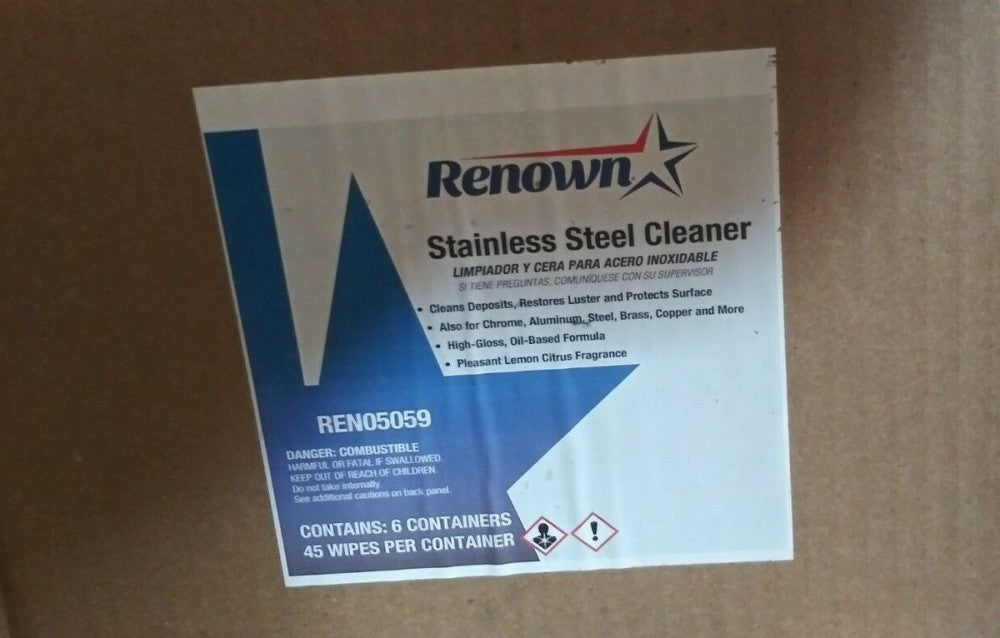 Renown
Stainless Steel Cleaner
LIMPIADOR Y CERA PARA ACERO INOXIDABLE
SI TIENE PREGUNTAS, COMUNÍQUESE CON SU SUPERVISOR
• Cleans Deposits, Restores Luster and Protects Surface
• Also for Chrome, Aluminum, Steel, Brass, Copper and More
• High-Gloss, Oil-Based Formula
• Pleasant Lemon Citrus Fragrance
REN05059
DANGER: COMBUSTIBLE
HARMFUL OR FATAL IF SWALLOWED.
KEEP OUT OF REACH OF CHILDREN.
Do not take internally.
See additional cautions on back panel.
CONTAINS: 6 CONTAINERS
45 WIPES PER CONTAINER